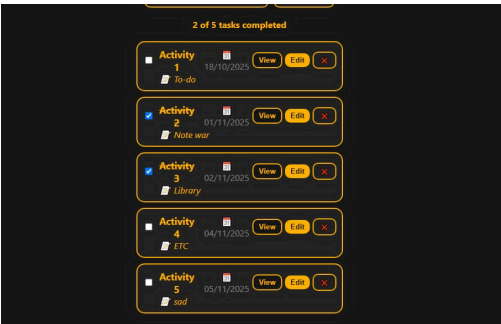 2 of 5 tasks completed
Activity 1
18/10/2025
View
Edit
To-do
Activity 2
01/11/2025
View
Edit
Note war
Activity 3
02/11/2025
View
Edit
Library
Activity 4
04/11/2025
View
Edit
ETC
Activity 5
05/11/2025
View
Edit
sad